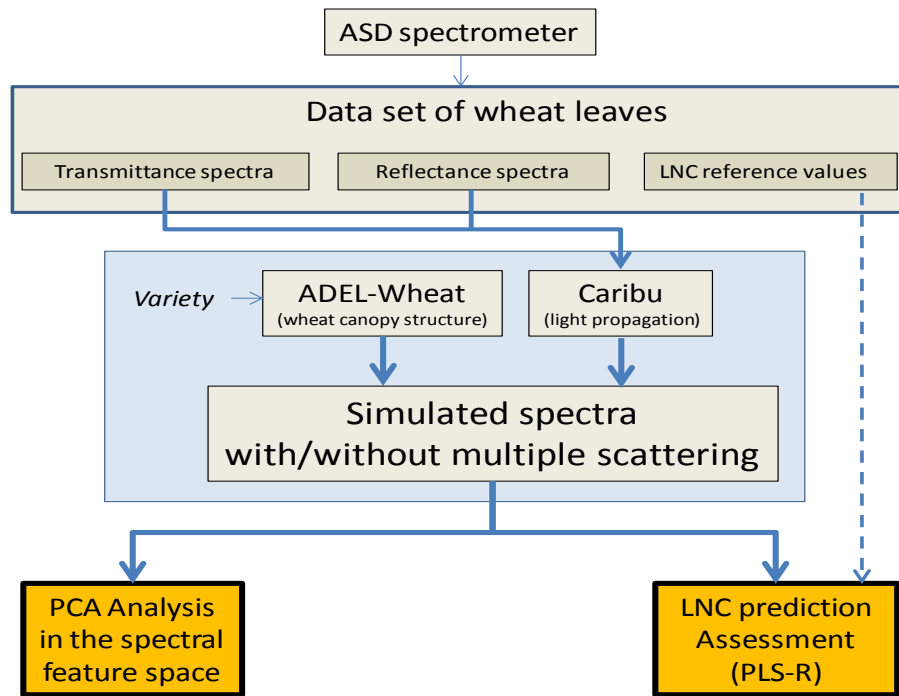 ASD spectrometer
Data set of wheat leaves
Transmittance spectra
Reflectance spectra
LNC reference values
Variety
ADEL-Wheat
(wheat canopy structure)
Caribu
(light propagation)
Simulated spectra
with/without multiple scattering
PCA Analysis
in the spectral
feature space
LNC prediction
Assessment
(PLS-R)